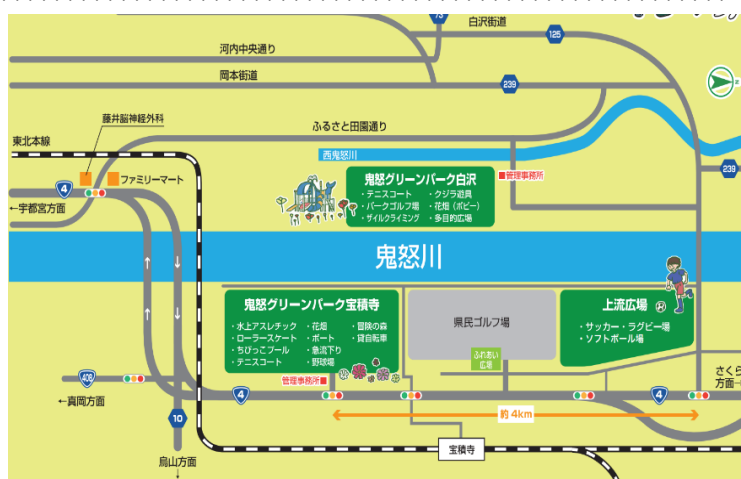 73
白沢街道
125
河内中央通り
岡本街道
239
藤井脳神経外科
ふるさと田園通り
東北本線
西鬼怒川
239
4
ファミリーマート
鬼怒グリーンパーク白沢
・テニスコート ・クジラ遊具
・パークゴルフ場 ・花畑（ポピー）
・ザイルクライミング ・多目的広場
■管理事務所
←宇都宮方面
鬼怒川
鬼怒グリーンパーク宝積寺
・水上アスレチック ・花畑 ・冒険の森
・ローラースケート ・ボート ・貸自転車
・ちびっこプール ・急流下り
・テニスコート ・野球場
管理事務所■
県民ゴルフ場
ふれあい
広場
上流広場
・サッカー・ラグビー場
・ソフトボール場
408
4
4
さくら
方面→
←真岡方面
10
約4km
宝積寺
烏山方面
↓